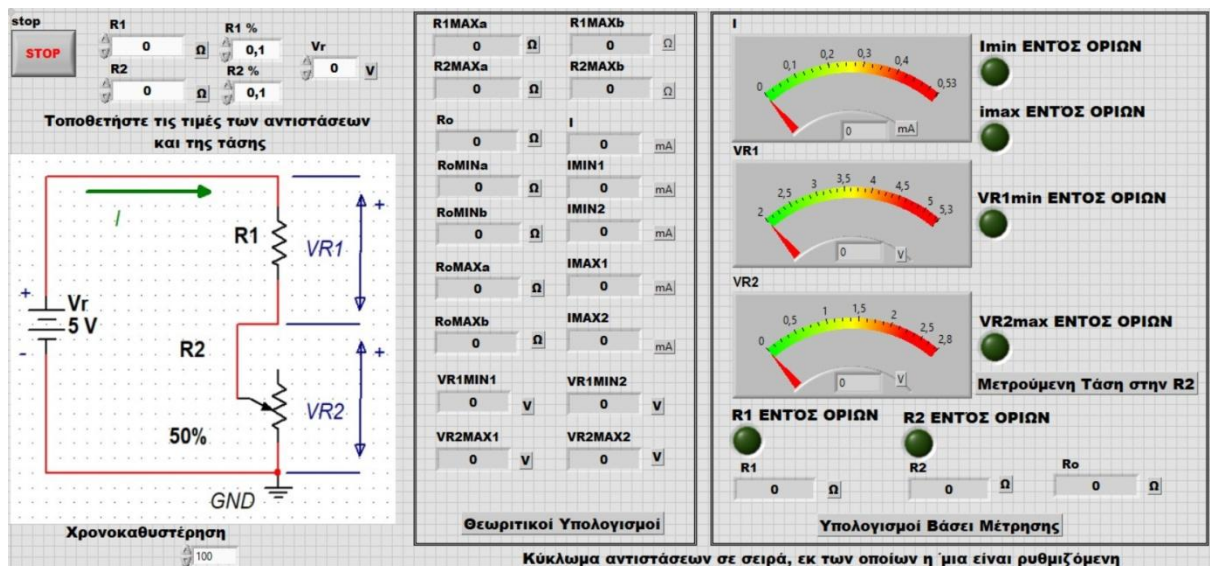 stop
STOP
R1
0 Ω
R1 %
0,1
R2
0 Ω
R2 %
0,1
Vr
0 V
Τοποθετήστε τις τιμές των αντιστάσεων
και της τάσης
I
R1
VR1
+
+
Vr
5 V
-
R2
+
VR2
50%
GND
Χρονοκαθυστέρηση
100
R1MAXa
0 Ω
R1MAXb
0 Ω
R2MAXa
0 Ω
R2MAXb
0 Ω
Ro
0 Ω
I
0 mA
RoMINa
0 Ω
IMIN1
0 mA
RoMINb
0 Ω
IMIN2
0 mA
RoMAXa
0 Ω
IMAX1
0 mA
RoMAXb
0 Ω
IMAX2
0 mA
VR1MIN1
0 V
VR1MIN2
0 V
VR2MAX1
0 V
VR2MAX2
0 V
Θεωριτικοί Υπολογισμοί
I
0 0,1 0,2 0,3 0,4 0,53
0 mA
Imin ΕΝΤΟΣ ΟΡΙΩΝ
imax ΕΝΤΌΣ ΟΡΙΩΝ
VR1
2 2,5 3 3,5 4 4,5 5 5,3
0 V
VR1min ΕΝΤΟΣ ΟΡΙΩΝ
VR2
0 0,5 1 1,5 2 2,5 2,8
0 V
VR2max ΕΝΤΟΣ ΟΡΙΩΝ
Μετρούμενη Τάση στην R2
R1 ΕΝΤΟΣ ΟΡΙΩΝ
R2 ΕΝΤΌΣ ΟΡΙΩΝ
R1
0 Ω
R2
0 Ω
Ro
0 Ω
Υπολογισμοί Βάσει Μέτρησης
Κύκλωμα αντιστάσεων σε σειρά, εκ των οποίων η ΄μια είναι ρυθμιζ΄όμενη